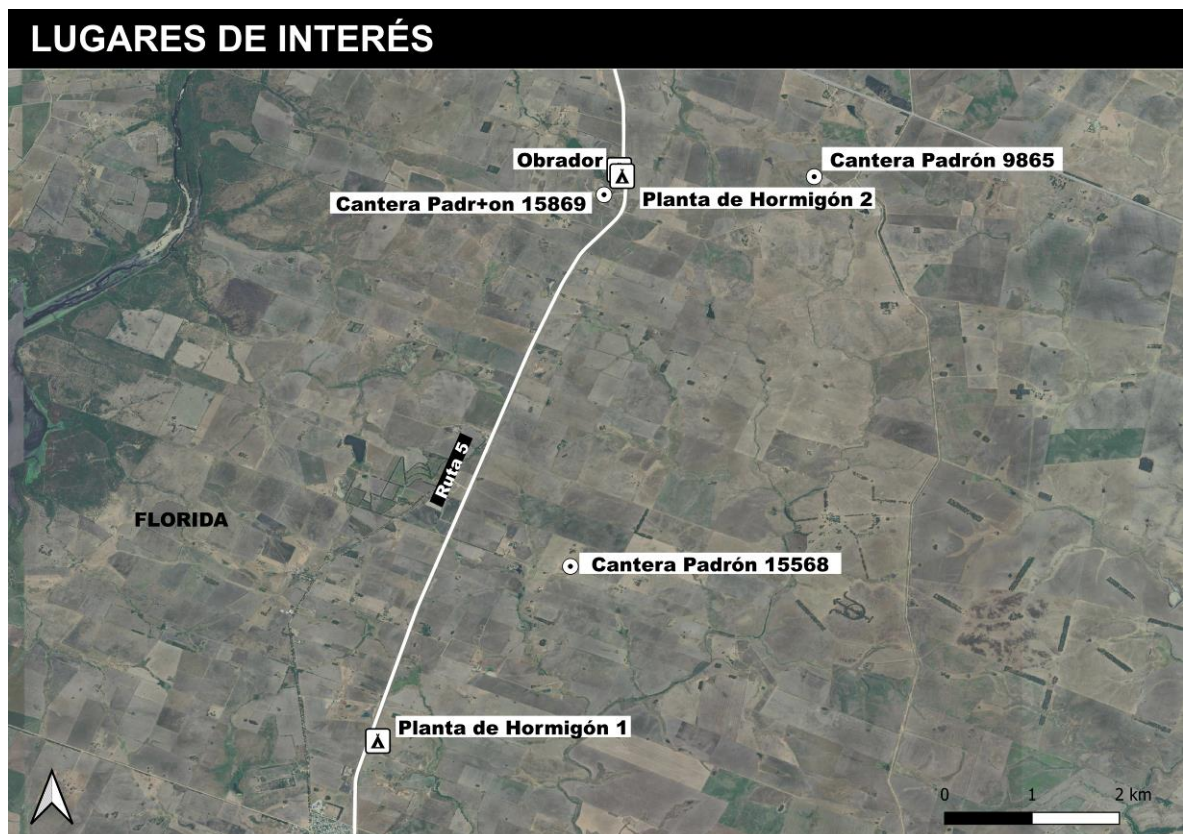 LUGARES DE INTERÉS
Obrador
Cantera Padrón 9865
Planta de Hormigón 2
Cantera Padr+on 15869
Ruta 5
FLORIDA
Cantera Padrón 15568
Planta de Hormigón 1
0 1 2 km